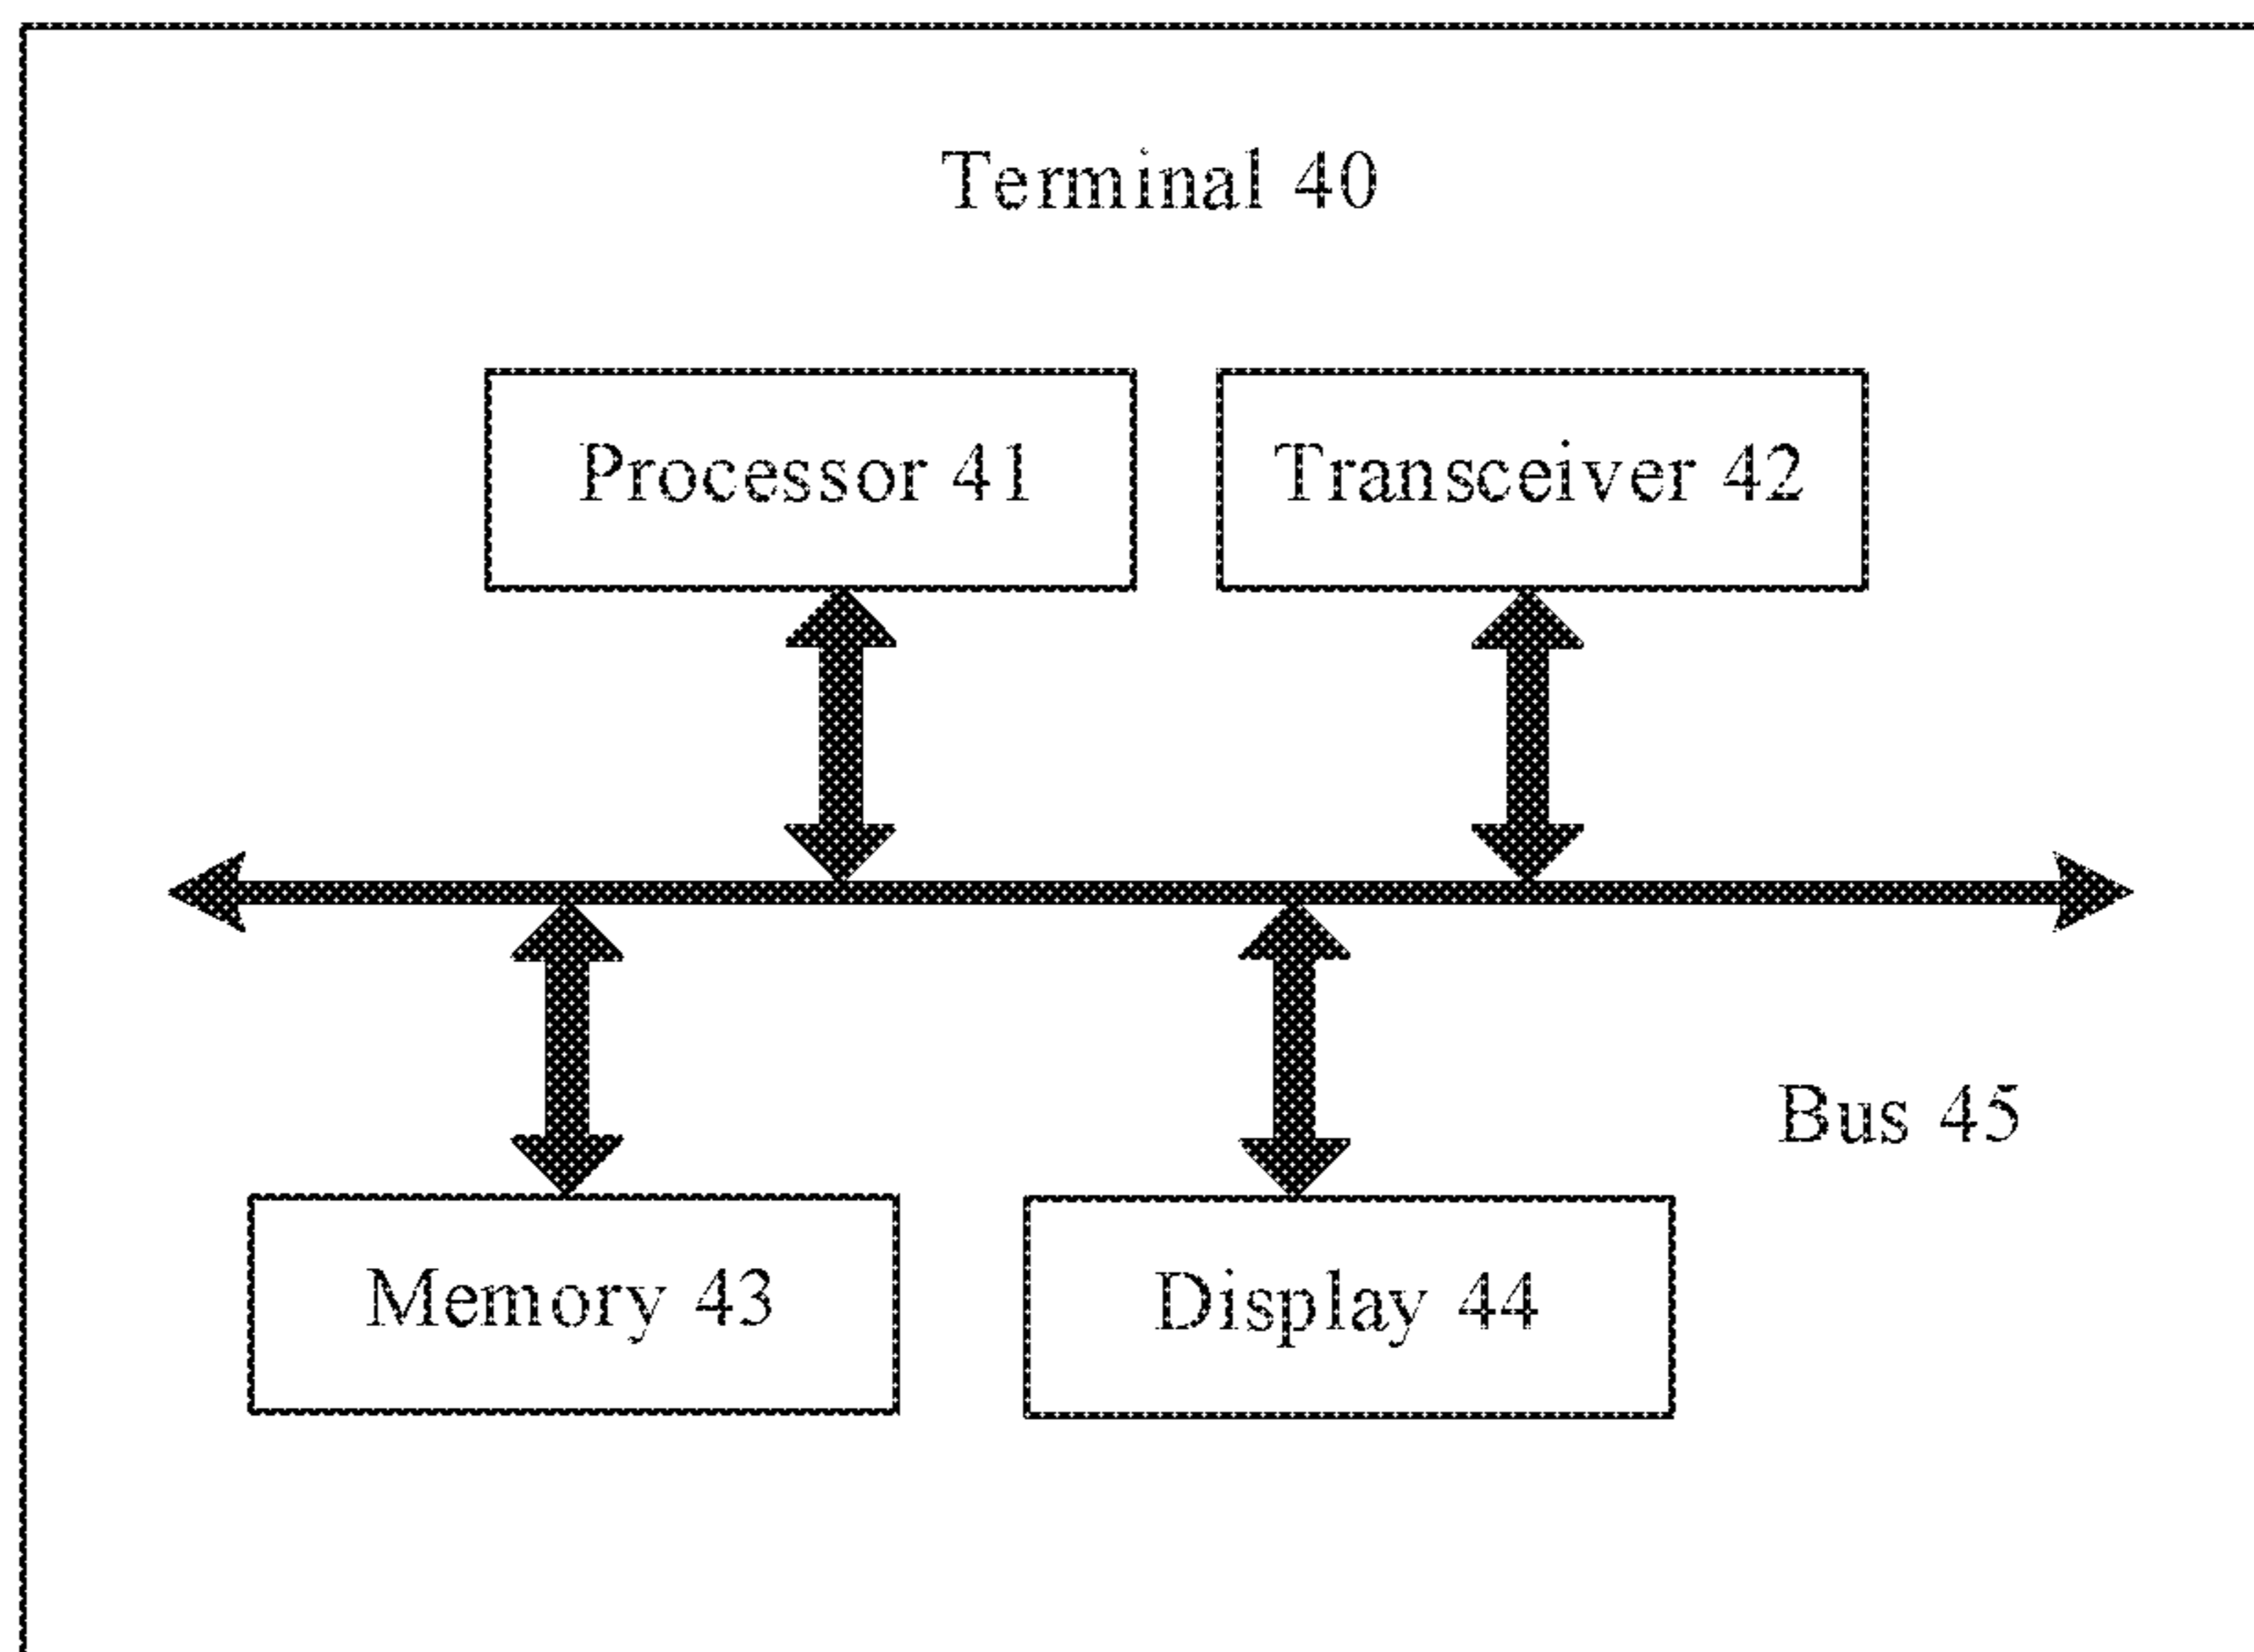 Terminal 40
Processor 41
Transceiver 42
Bus 45
Memory 43
Display 44